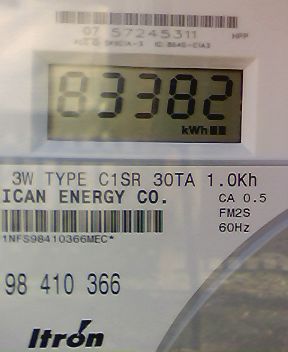 07 57245311 HPP
83382
kWh
3W TYPE C1SR 30TA 1.0Kh
ICAN ENERGY CO. CA 0.5
FM2S
60Hz
1NFS98410366MEC*
98 410 366
Itron